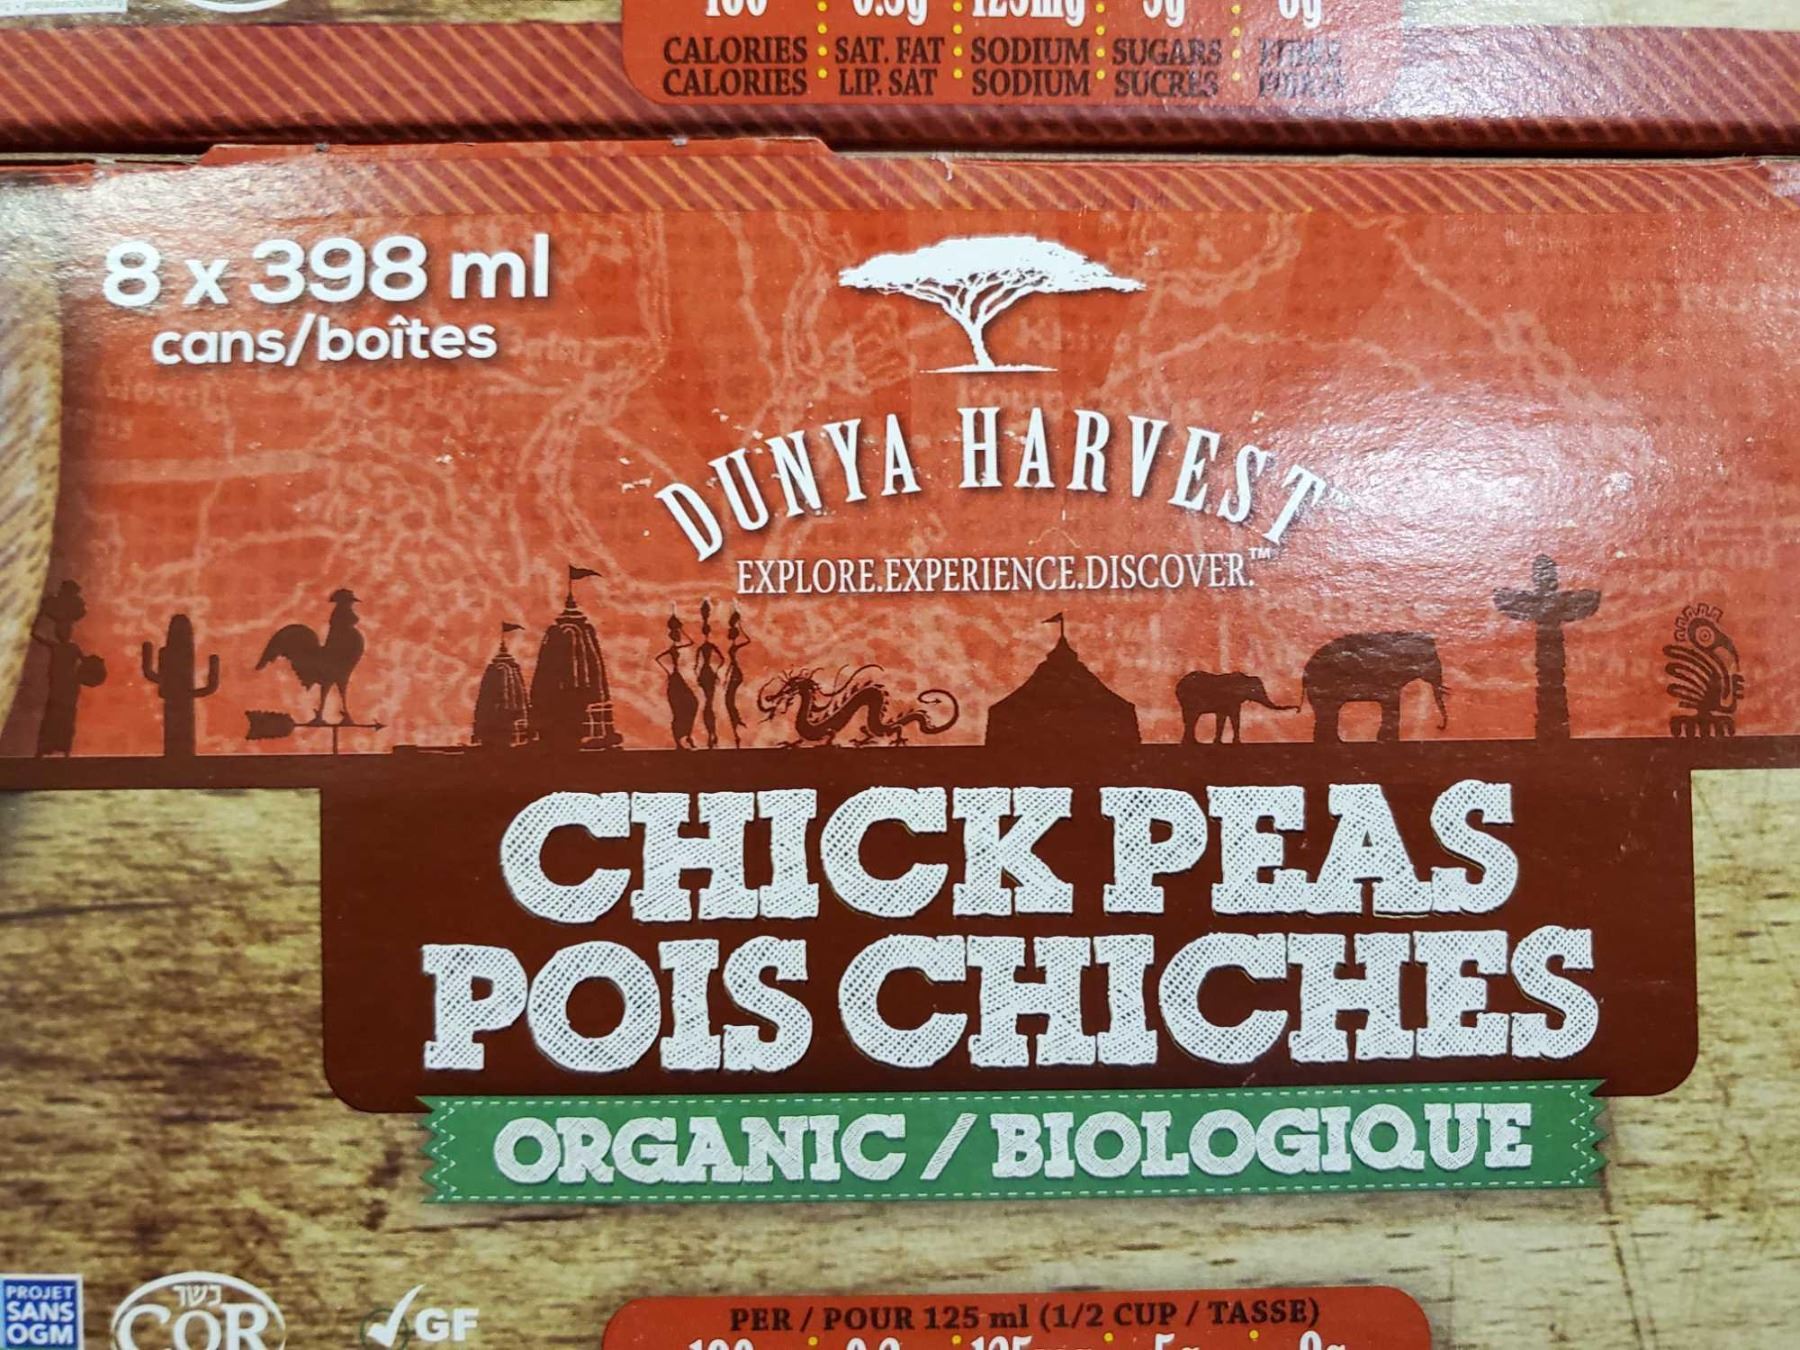 CALORIES SAT. FAT SODIUM SUGARS
CALORIES LIP. SAT SODIUM SUCRES
8 x 398 ml
cans/boîtes
DUNYA HARVEST
EXPLORE.EXPERIENCE.DISCOVER.™
CHICK PEAS
POIS CHICHES
ORGANIC / BIOLOGIQUE
PROJET
SANS
OGM
כשר
COR
GF
PER / POUR 125 ml (1/2 CUP / TASSE)